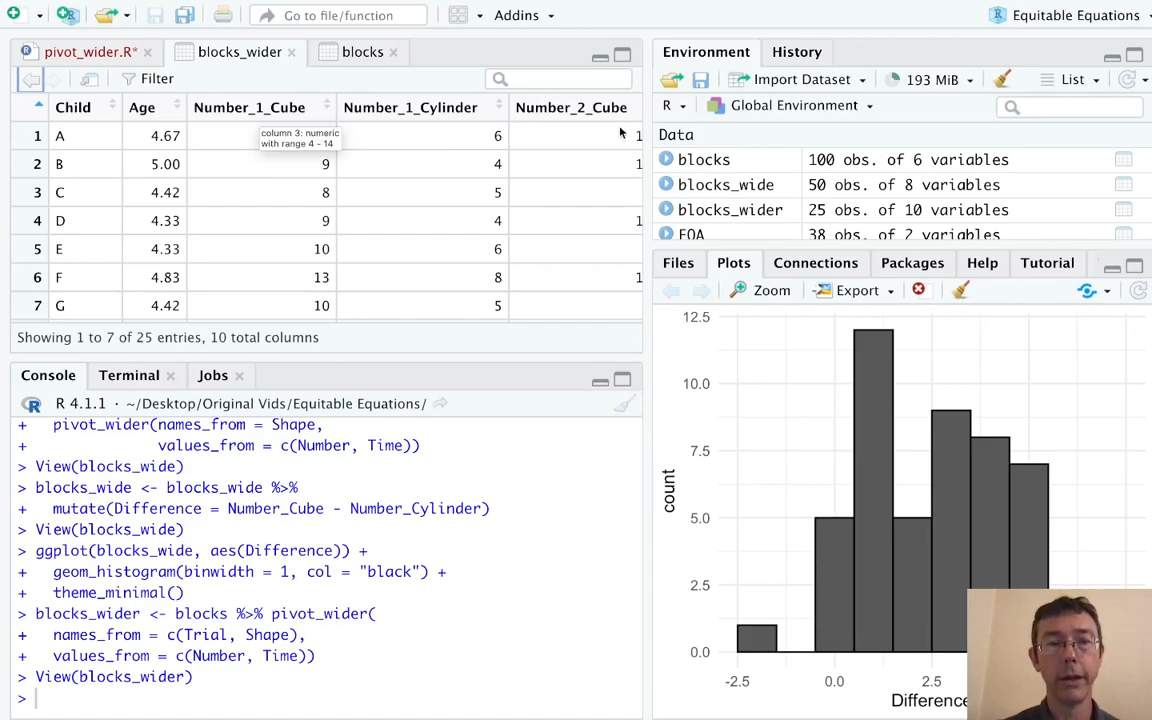 Go to file/function
Addins
Equitable Equations
pivot_wider.R*
blocks_wider
blocks
Filter
Child Age Number_1_Cube Number_1_Cylinder Number_2_Cube
column 3: numeric
with range 4 - 14
1 A 4.67 6 1
2 B 5.00 9 4 1
3 C 4.42 8 5
4 D 4.33 9 4 1
5 E 4.33 10 6
6 F 4.83 13 8 1
7 G 4.42 10 5
Showing 1 to 7 of 25 entries, 10 total columns
Console Terminal Jobs
R 4.1.1 · ~/Desktop/Original Vids/Equitable Equations/
+ pivot_wider(names_from = Shape,
+ values_from = c(Number, Time))
> View(blocks_wide)
> blocks_wide <- blocks_wide %>%
+ mutate(Difference = Number_Cube - Number_Cylinder)
> View(blocks_wide)
> ggplot(blocks_wide, aes(Difference)) +
+ geom_histogram(binwidth = 1, col = "black") +
+ theme_minimal()
> blocks_wider <- blocks %>% pivot_wider(
+ names_from = c(Trial, Shape),
+ values_from = c(Number, Time))
> View(blocks_wider)
>
Environment History
Import Dataset 193 MiB List
R Global Environment
Data
blocks 100 obs. of 6 variables
blocks_wide 50 obs. of 8 variables
blocks_wider 25 obs. of 10 variables
EQA 38 obs. of 2 variables
Files Plots Connections Packages Help Tutorial
Zoom Export
12.5
10.0
7.5
5.0
2.5
0.0
count
-2.5 0.0 2.5
Difference